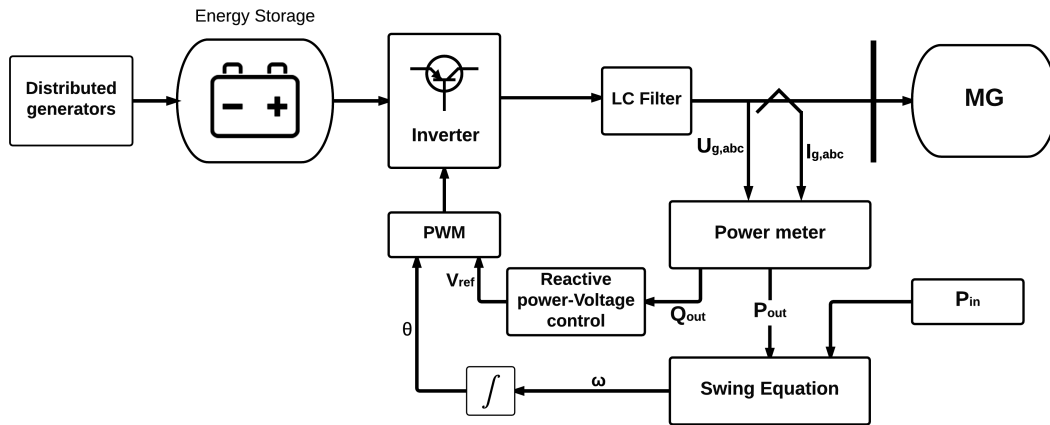 Energy Storage
Distributed
generators
Inverter
LC Filter
MG
Ug,abc
Ig,abc
PWM
Power meter
Vref
Reactive
power-Voltage
control
Qout
Pout
Pin
θ
∫
ω
Swing Equation